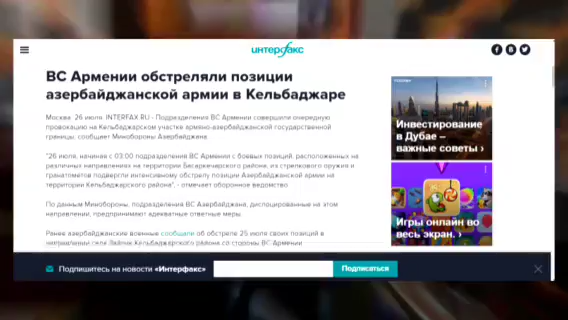 интерфакс
ВС Армении обстреляли позиции
азербайджанской армии в Кельбаджаре
Москва. 26 июля. INTERFAX.RU - Подразделения ВС Армении совершили очередную
провокацию на Кельбаджарском участке армяно-азербайджанской государственной
границы, сообщает Минобороны Азербайджана.
"26 июля, начиная с 03:00 подразделения ВС Армении с боевых позиций, расположенных на
различных направлениях на территории Басаркечарского района, из стрелкового оружия и
гранатометов подвергли интенсивному обстрелу позиции Азербайджанской армии на
территории Кельбаджарского района", - отмечает оборонное ведомство.
По данным Минобороны, подразделения ВС Азербайджана, дислоцированные на этом
направлении, предпринимают адекватные ответные меры.
Ранее азербайджанские военные сообщали об обстреле 25 июля своих позиций в
направлении села Кельбаджарского района со стороны ВС Армении
Инвестирование
в Дубае –
важные советы ›
Игры онлайн во
весь экран. ›
Подпишитесь на новости «Интерфакс»
Подписаться